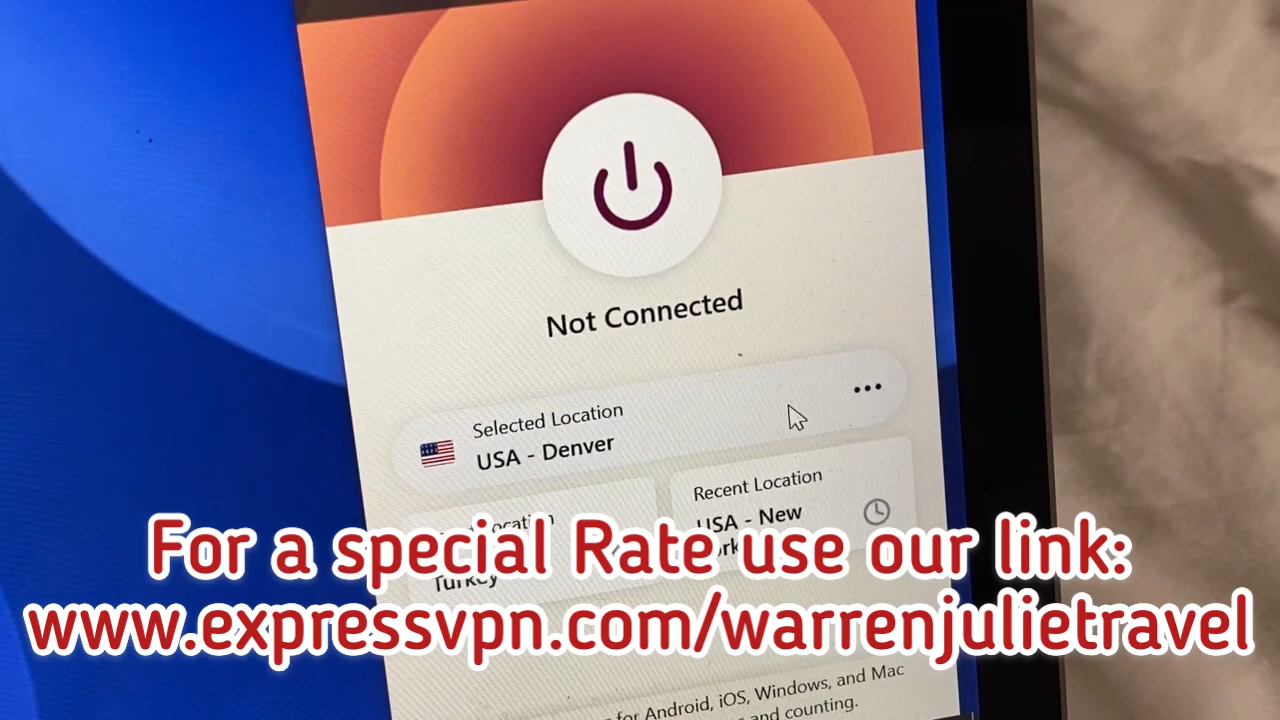 Not Connected
Selected Location
USA - Denver
Recent Location
USA - New
Turkey
For a special Rate use our link:
www.expressvpn.com/warrenjulietravel
for Android, iOS, Windows, and Mac
and counting.